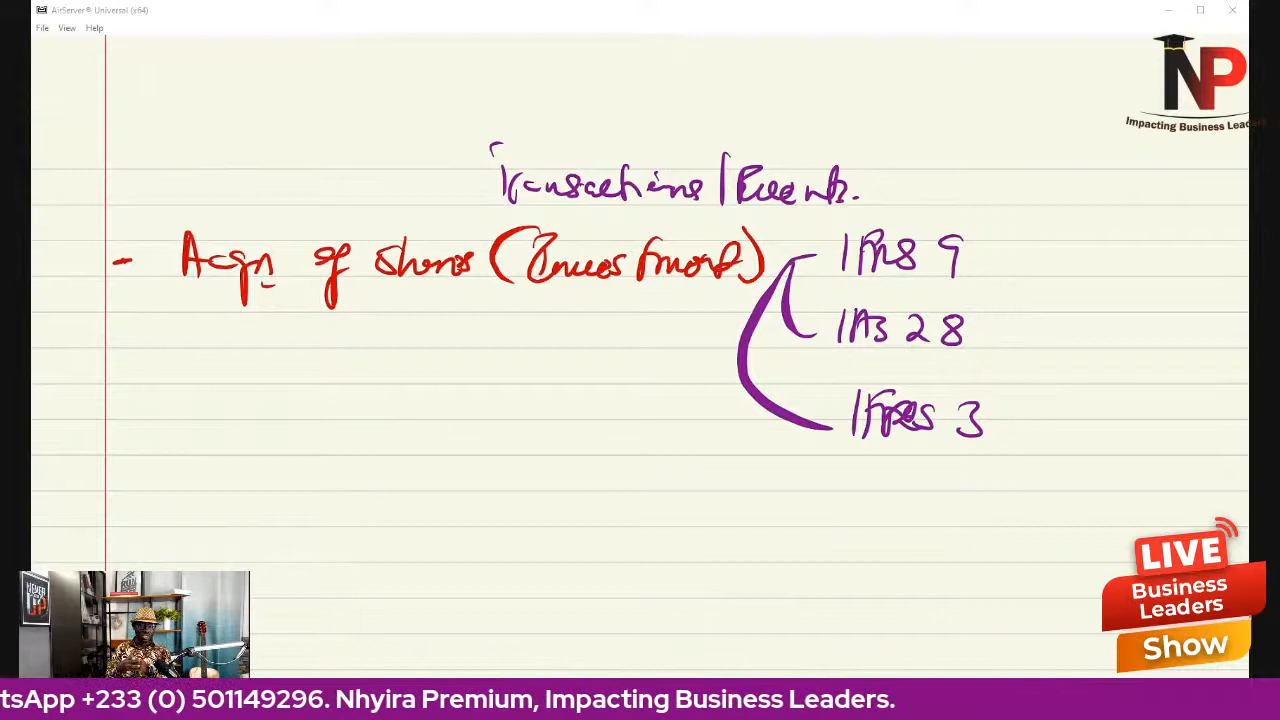 AirServer® Universal (x64)
File View Help
NP
Impacting Business Leaders
Transactions / Events.
- Acqn of shares (Investment)
IFRS 9
IAS 28
IFRS 3
LIVE
Business
Leaders
Show
tsApp +233 (0) 501149296. Nhyira Premium, Impacting Business Leaders.